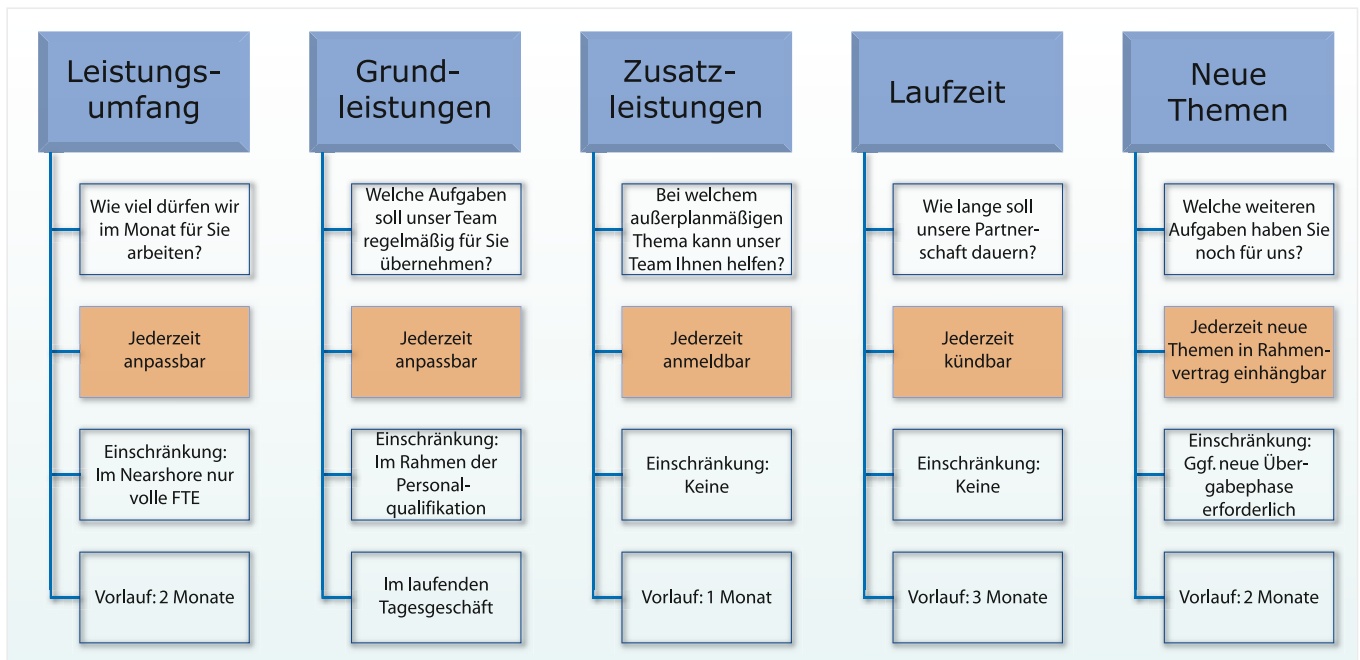 Leistungs-
umfang
Wie viel dürfen wir
im Monat für Sie
arbeiten?
Jederzeit
anpassbar
Einschränkung:
Im Nearshore nur
volle FTE
Vorlauf: 2 Monate
Grund-
leistungen
Welche Aufgaben
soll unser Team
regelmäßig für Sie
übernehmen?
Jederzeit
anpassbar
Einschränkung:
Im Rahmen der
Personal-
qualifikation
Im laufenden
Tagesgeschäft
Zusatz-
leistungen
Bei welchem
außerplanmäßigen
Thema kann unser
Team Ihnen helfen?
Jederzeit
anmeldbar
Einschränkung:
Keine
Vorlauf: 1 Monat
Laufzeit
Wie lange soll
unsere Partner-
schaft dauern?
Jederzeit
kündbar
Einschränkung:
Keine
Vorlauf: 3 Monate
Neue
Themen
Welche weiteren
Aufgaben haben Sie
noch für uns?
Jederzeit neue
Themen in Rahmen-
vertrag einhängbar
Einschränkung:
Ggf. neue Über-
gabephase
erforderlich
Vorlauf: 2 Monate